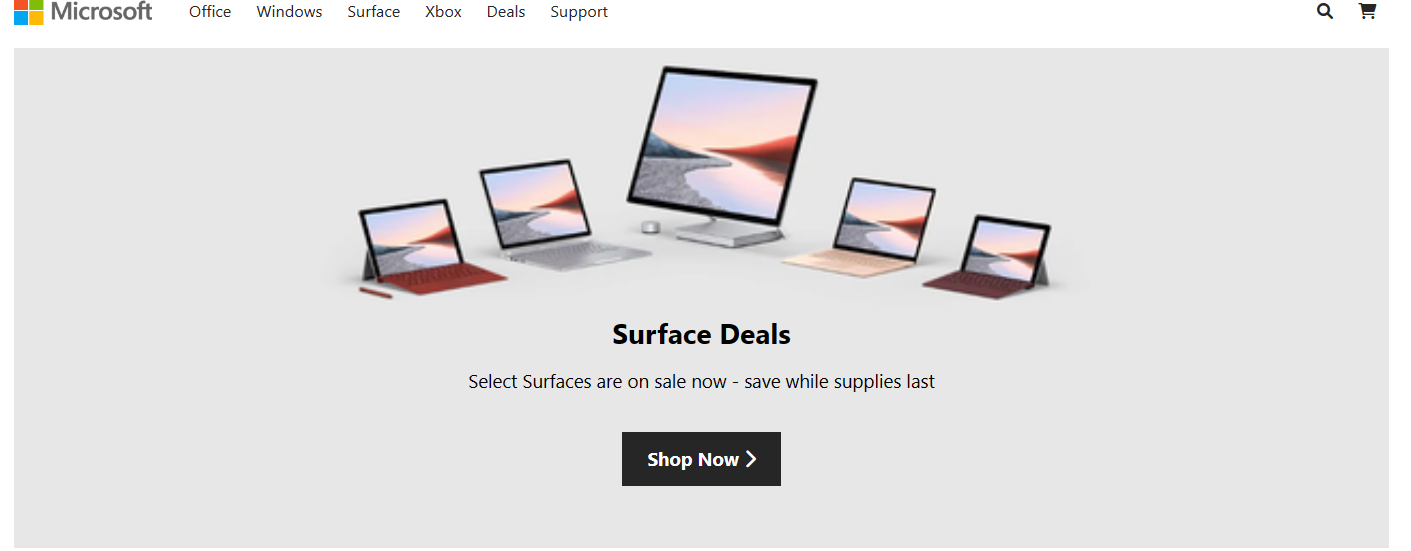 Microsoft Office Windows Surface Xbox Deals Support
Surface Deals
Select Surfaces are on sale now - save while supplies last
Shop Now